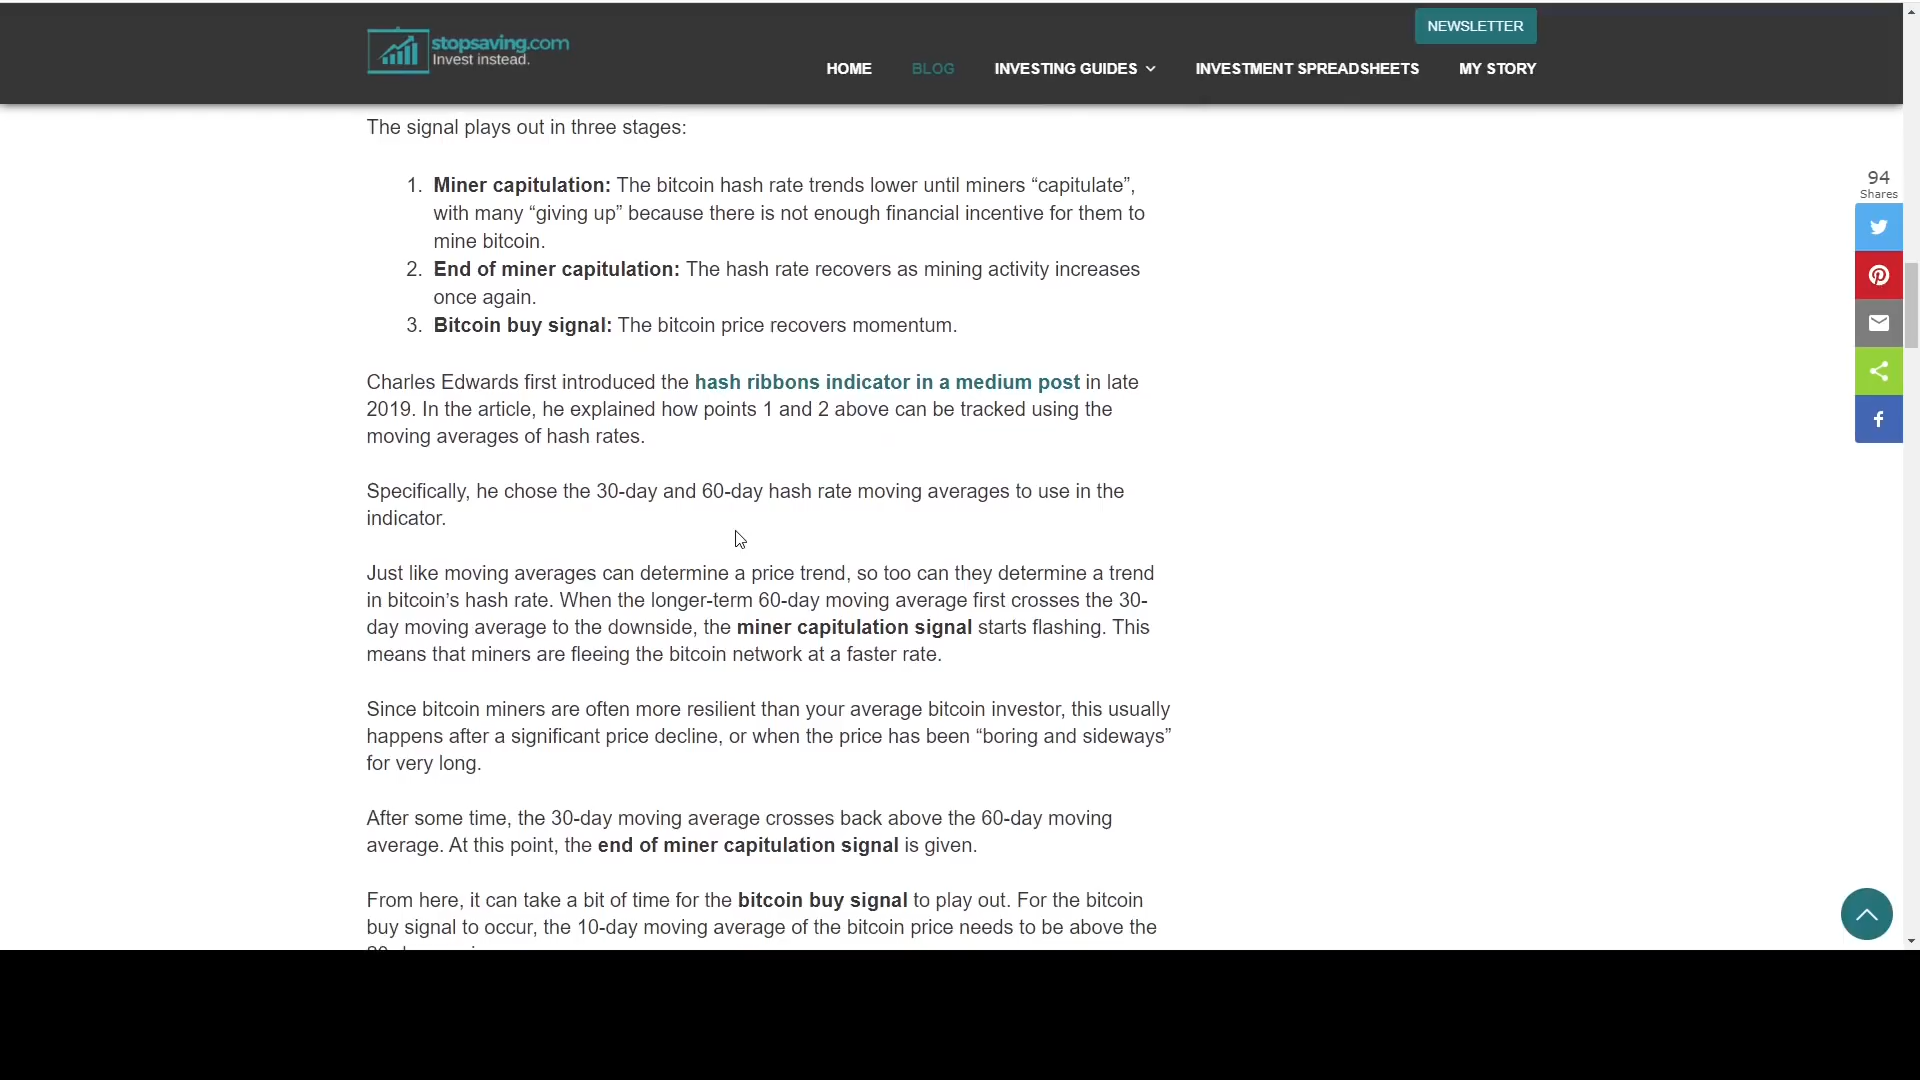 NEWSLETTER
stopsaving.com
Invest instead.
HOME
BLOG
INVESTING GUIDES
INVESTMENT SPREADSHEETS
MY STORY
The signal plays out in three stages:
1. Miner capitulation: The bitcoin hash rate trends lower until miners “capitulate”,
with many “giving up” because there is not enough financial incentive for them to
mine bitcoin.
2. End of miner capitulation: The hash rate recovers as mining activity increases
once again.
3. Bitcoin buy signal: The bitcoin price recovers momentum.
Charles Edwards first introduced the hash ribbons indicator in a medium post in late
2019. In the article, he explained how points 1 and 2 above can be tracked using the
moving averages of hash rates.
Specifically, he chose the 30-day and 60-day hash rate moving averages to use in the
indicator.
Just like moving averages can determine a price trend, so too can they determine a trend
in bitcoin’s hash rate. When the longer-term 60-day moving average first crosses the 30-
day moving average to the downside, the miner capitulation signal starts flashing. This
means that miners are fleeing the bitcoin network at a faster rate.
Since bitcoin miners are often more resilient than your average bitcoin investor, this usually
happens after a significant price decline, or when the price has been “boring and sideways”
for very long.
After some time, the 30-day moving average crosses back above the 60-day moving
average. At this point, the end of miner capitulation signal is given.
From here, it can take a bit of time for the bitcoin buy signal to play out. For the bitcoin
buy signal to occur, the 10-day moving average of the bitcoin price needs to be above the
94
Shares